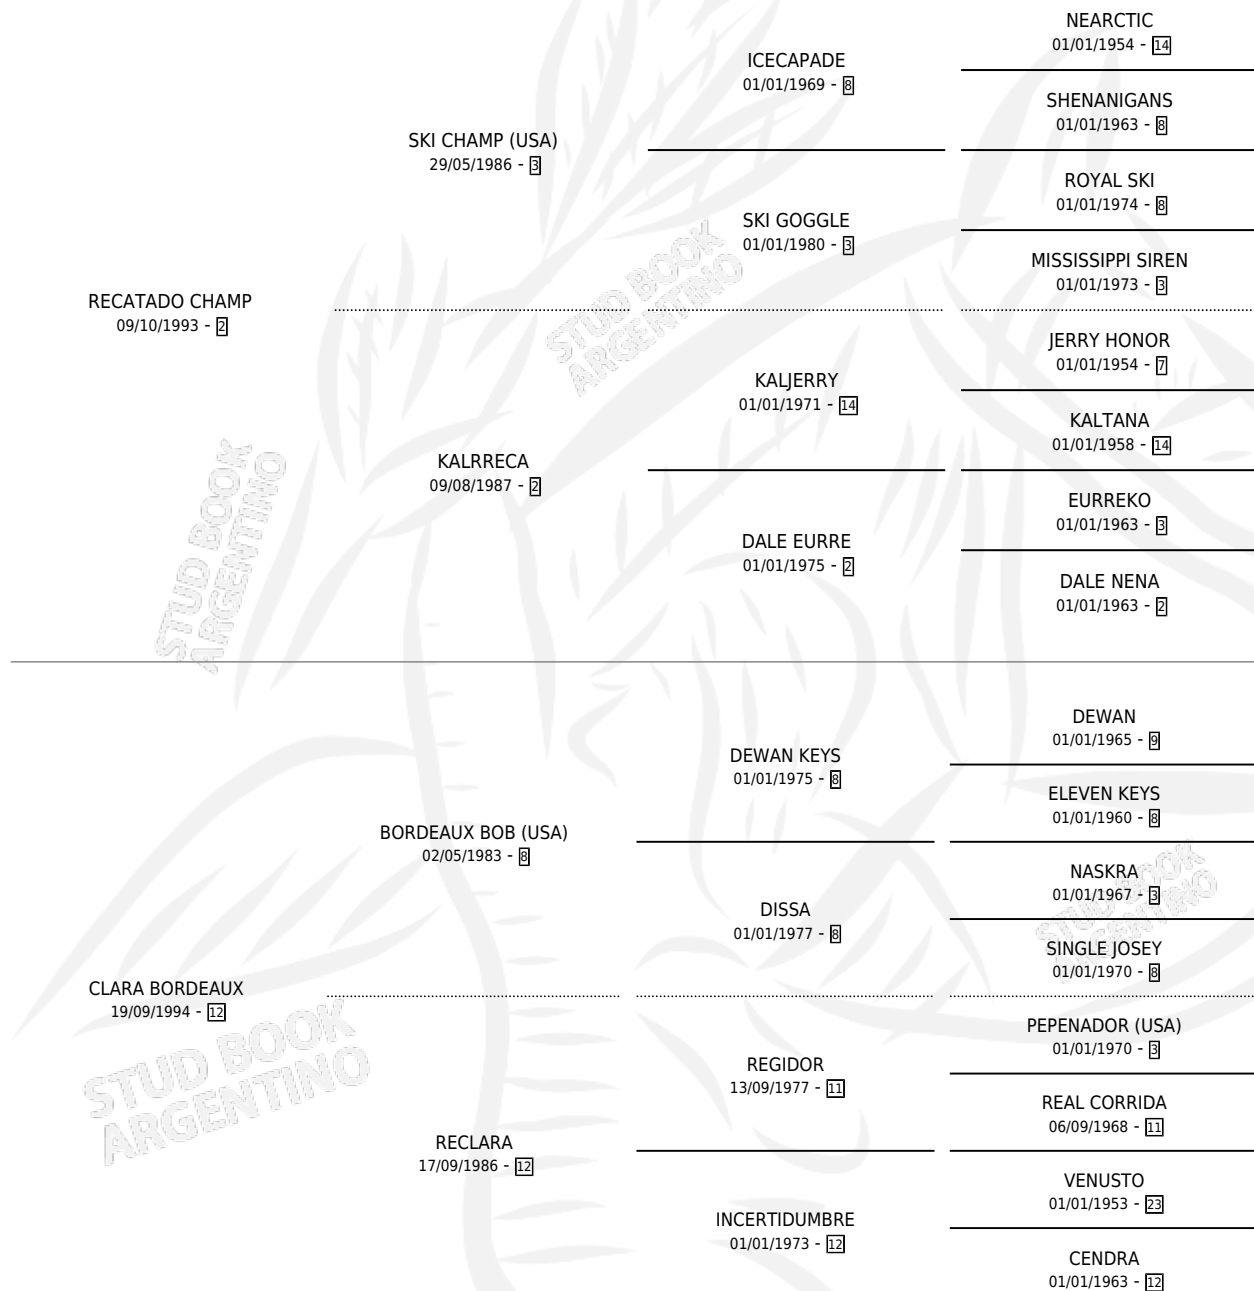 NEARCTIC
01/01/1954 - 14
ICECAPADE
01/01/1969 - 8
SHENANIGANS
01/01/1963 - 8
SKI CHAMP (USA)
29/05/1986 - 3
ROYAL SKI
01/01/1974 - 8
SKI GOGGLE
01/01/1980 - 3
MISSISSIPPI SIREN
01/01/1973 - 3
RECATADO CHAMP
09/10/1993 - 2
JERRY HONOR
01/01/1954 - 7
KALJERRY
01/01/1971 - 14
KALTANA
01/01/1958 - 14
KALRRECA
09/08/1987 - 2
EURREKO
01/01/1963 - 3
DALE EURRE
01/01/1975 - 2
DALE NENA
01/01/1963 - 2
STUD BOOK
ARGENTINO
STUD BOOK
ARGENTINO
DEWAN
01/01/1965 - 9
DEWAN KEYS
01/01/1975 - 8
ELEVEN KEYS
01/01/1960 - 8
BORDEAUX BOB (USA)
02/05/1983 - 8
NASKRA
01/01/1967 - 3
DISSA
01/01/1977 - 8
SINGLE JOSEY
01/01/1970 - 8
STUD BOOK
ARGENTINO
CLARA BORDEAUX
19/09/1994 - 12
PEPENADOR (USA)
01/01/1970 - 3
REGIDOR
13/09/1977 - 11
REAL CORRIDA
06/09/1968 - 11
STUD BOOK
ARGENTINO
RECLARA
17/09/1986 - 12
VENUSTO
01/01/1953 - 23
INCERTIDUMBRE
01/01/1973 - 12
CENDRA
01/01/1963 - 12